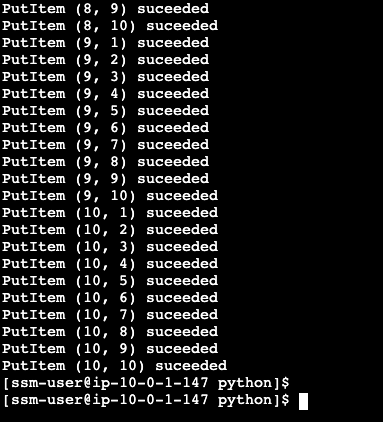 PutItem (8, 9) suceeded
PutItem (8, 10) suceeded
PutItem (9, 1) suceeded
PutItem (9, 2) suceeded
PutItem (9, 3) suceeded
PutItem (9, 4) suceeded
PutItem (9, 5) suceeded
PutItem (9, 6) suceeded
PutItem (9, 7) suceeded
PutItem (9, 8) suceeded
PutItem (9, 9) suceeded
PutItem (9, 10) suceeded
PutItem (10, 1) suceeded
PutItem (10, 2) suceeded
PutItem (10, 3) suceeded
PutItem (10, 4) suceeded
PutItem (10, 5) suceeded
PutItem (10, 6) suceeded
PutItem (10, 7) suceeded
PutItem (10, 8) suceeded
PutItem (10, 9) suceeded
PutItem (10, 10) suceeded
[ssm-user@ip-10-0-1-147 python]$
[ssm-user@ip-10-0-1-147 python]$